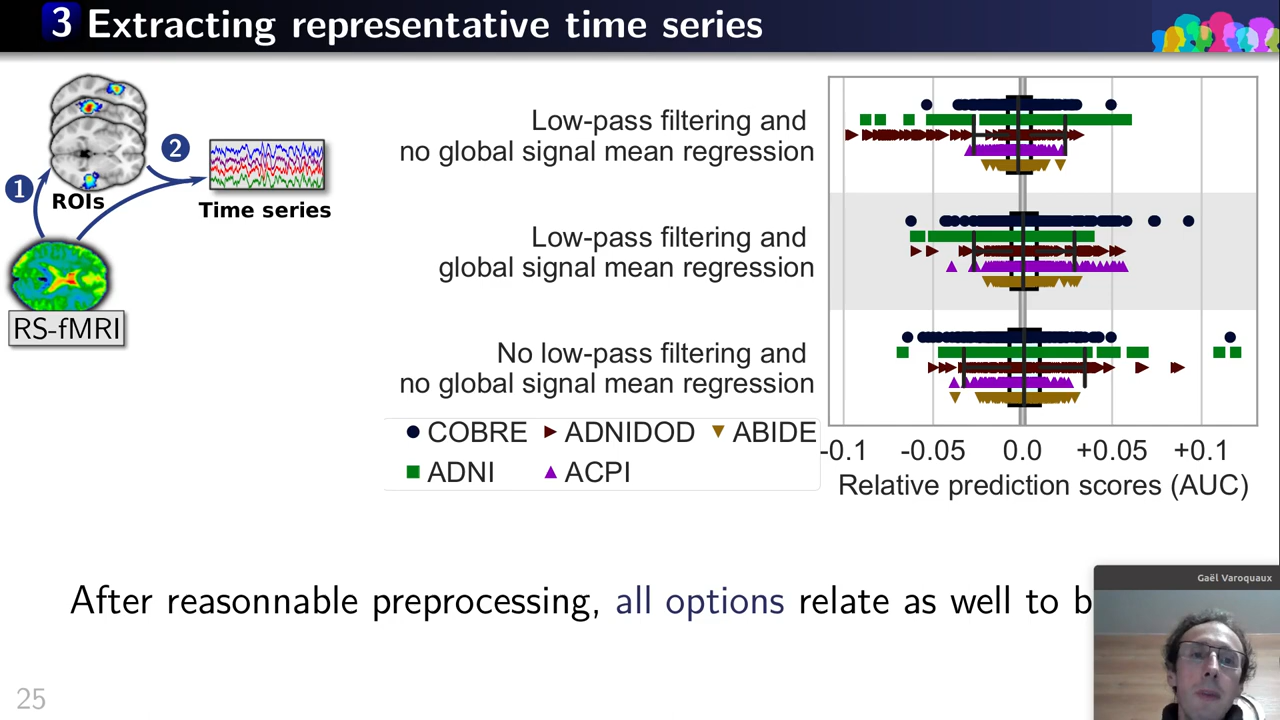 3 Extracting representative time series
1
2
ROIs
Time series
RS-fMRI
Low-pass filtering and
no global signal mean regression
Low-pass filtering and
global signal mean regression
No low-pass filtering and
no global signal mean regression
COBRE ADNIDOD ABIDE
ADNI ACPI
-0.1 -0.05 0.0 +0.05 +0.1
Relative prediction scores (AUC)
After reasonnable preprocessing, all options relate as well to
Gaël Varoquaux
25